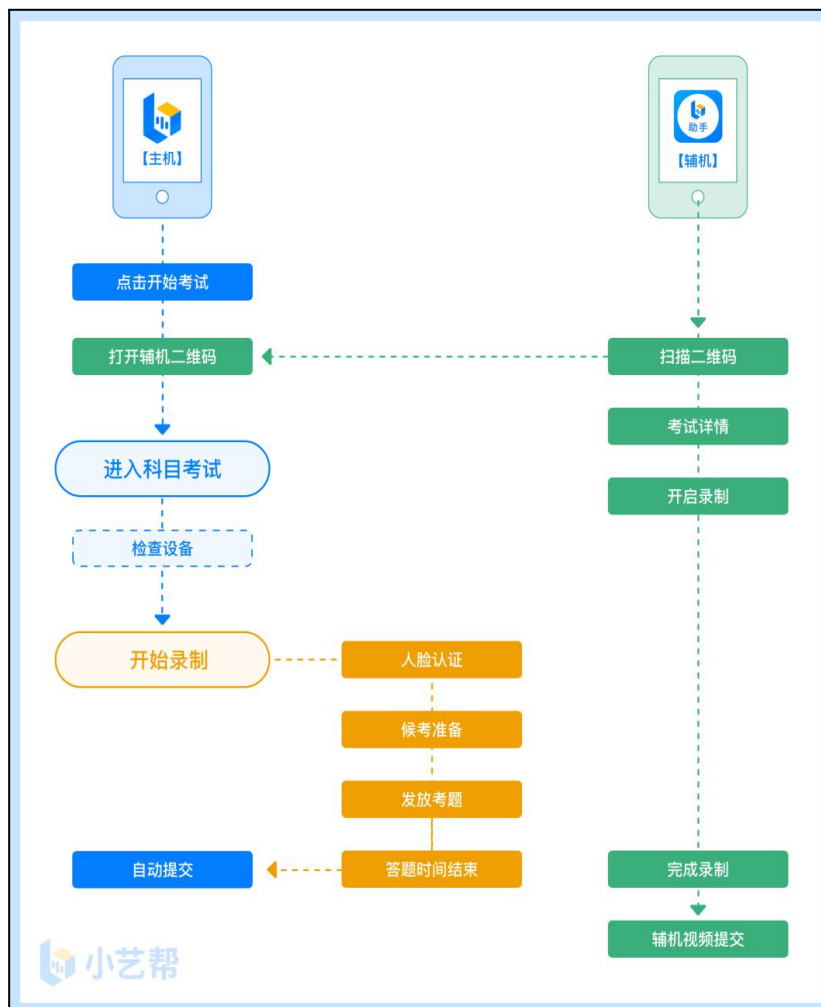 助手
【主机】
【辅机】
点击开始考试
打开辅机二维码
扫描二维码
考试详情
进入科目考试
开启录制
检查设备
开始录制
人脸认证
候考准备
发放考题
自动提交
答题时间结束
完成录制
辅机视频提交
小艺帮